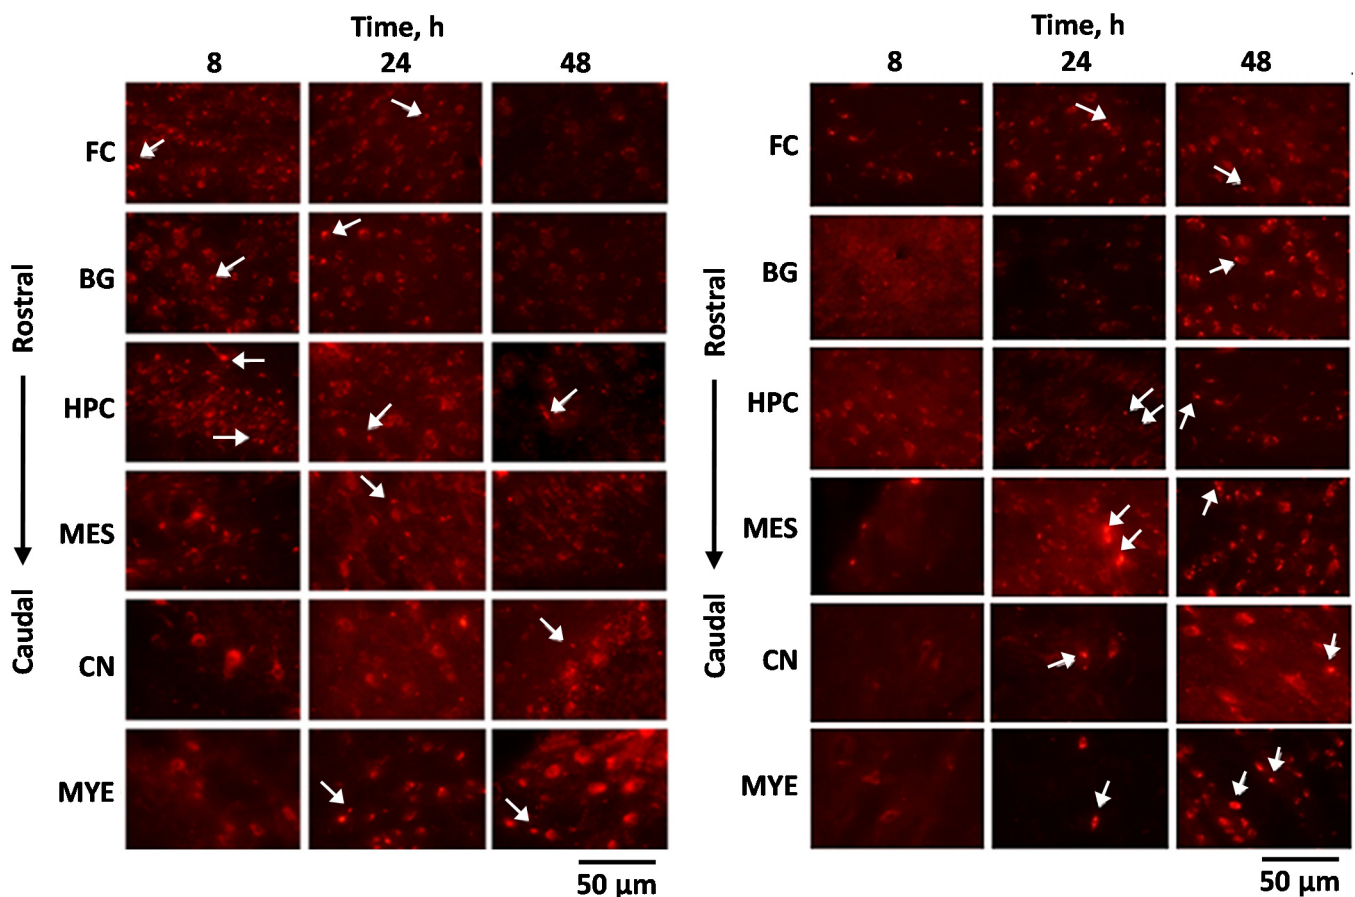 Time, h
8 24 48
FC
BG
HPC
MES
CN
MYE
Rostral
Caudal
50 µm
Time, h
8 24 48
FC
BG
HPC
MES
CN
MYE
Rostral
Caudal
50 µm